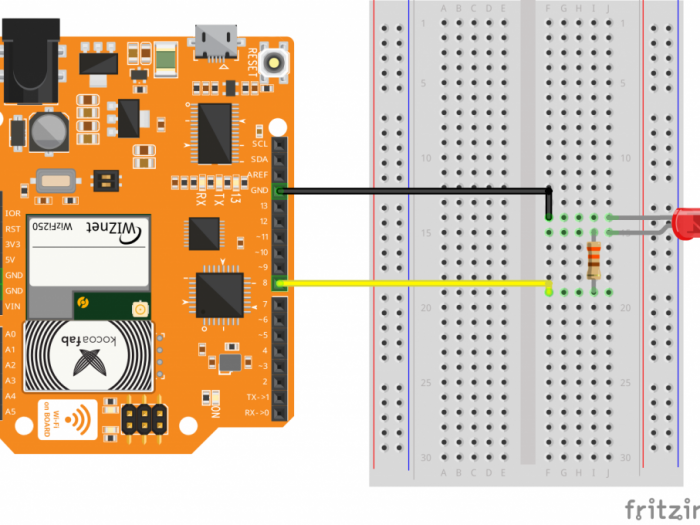 RESET
SCL
SDA
AREF
GND
13
12
~11
~10
~9
8
7
~6
~5
4
~3
2
TX->1
RX->0
RX
TX
13
ON
IOR
RST
3V3
5V
GND
GND
VIN
A0
A1
A2
A3
A4
A5
WIZnet
WizFi250
kocoafab
Wi-Fi
on BOARD
A B C D E F G H I J
1 1
5 5
10 10
15 15
20 20
25 25
30 30
A B C D E F G H I J
fritzin